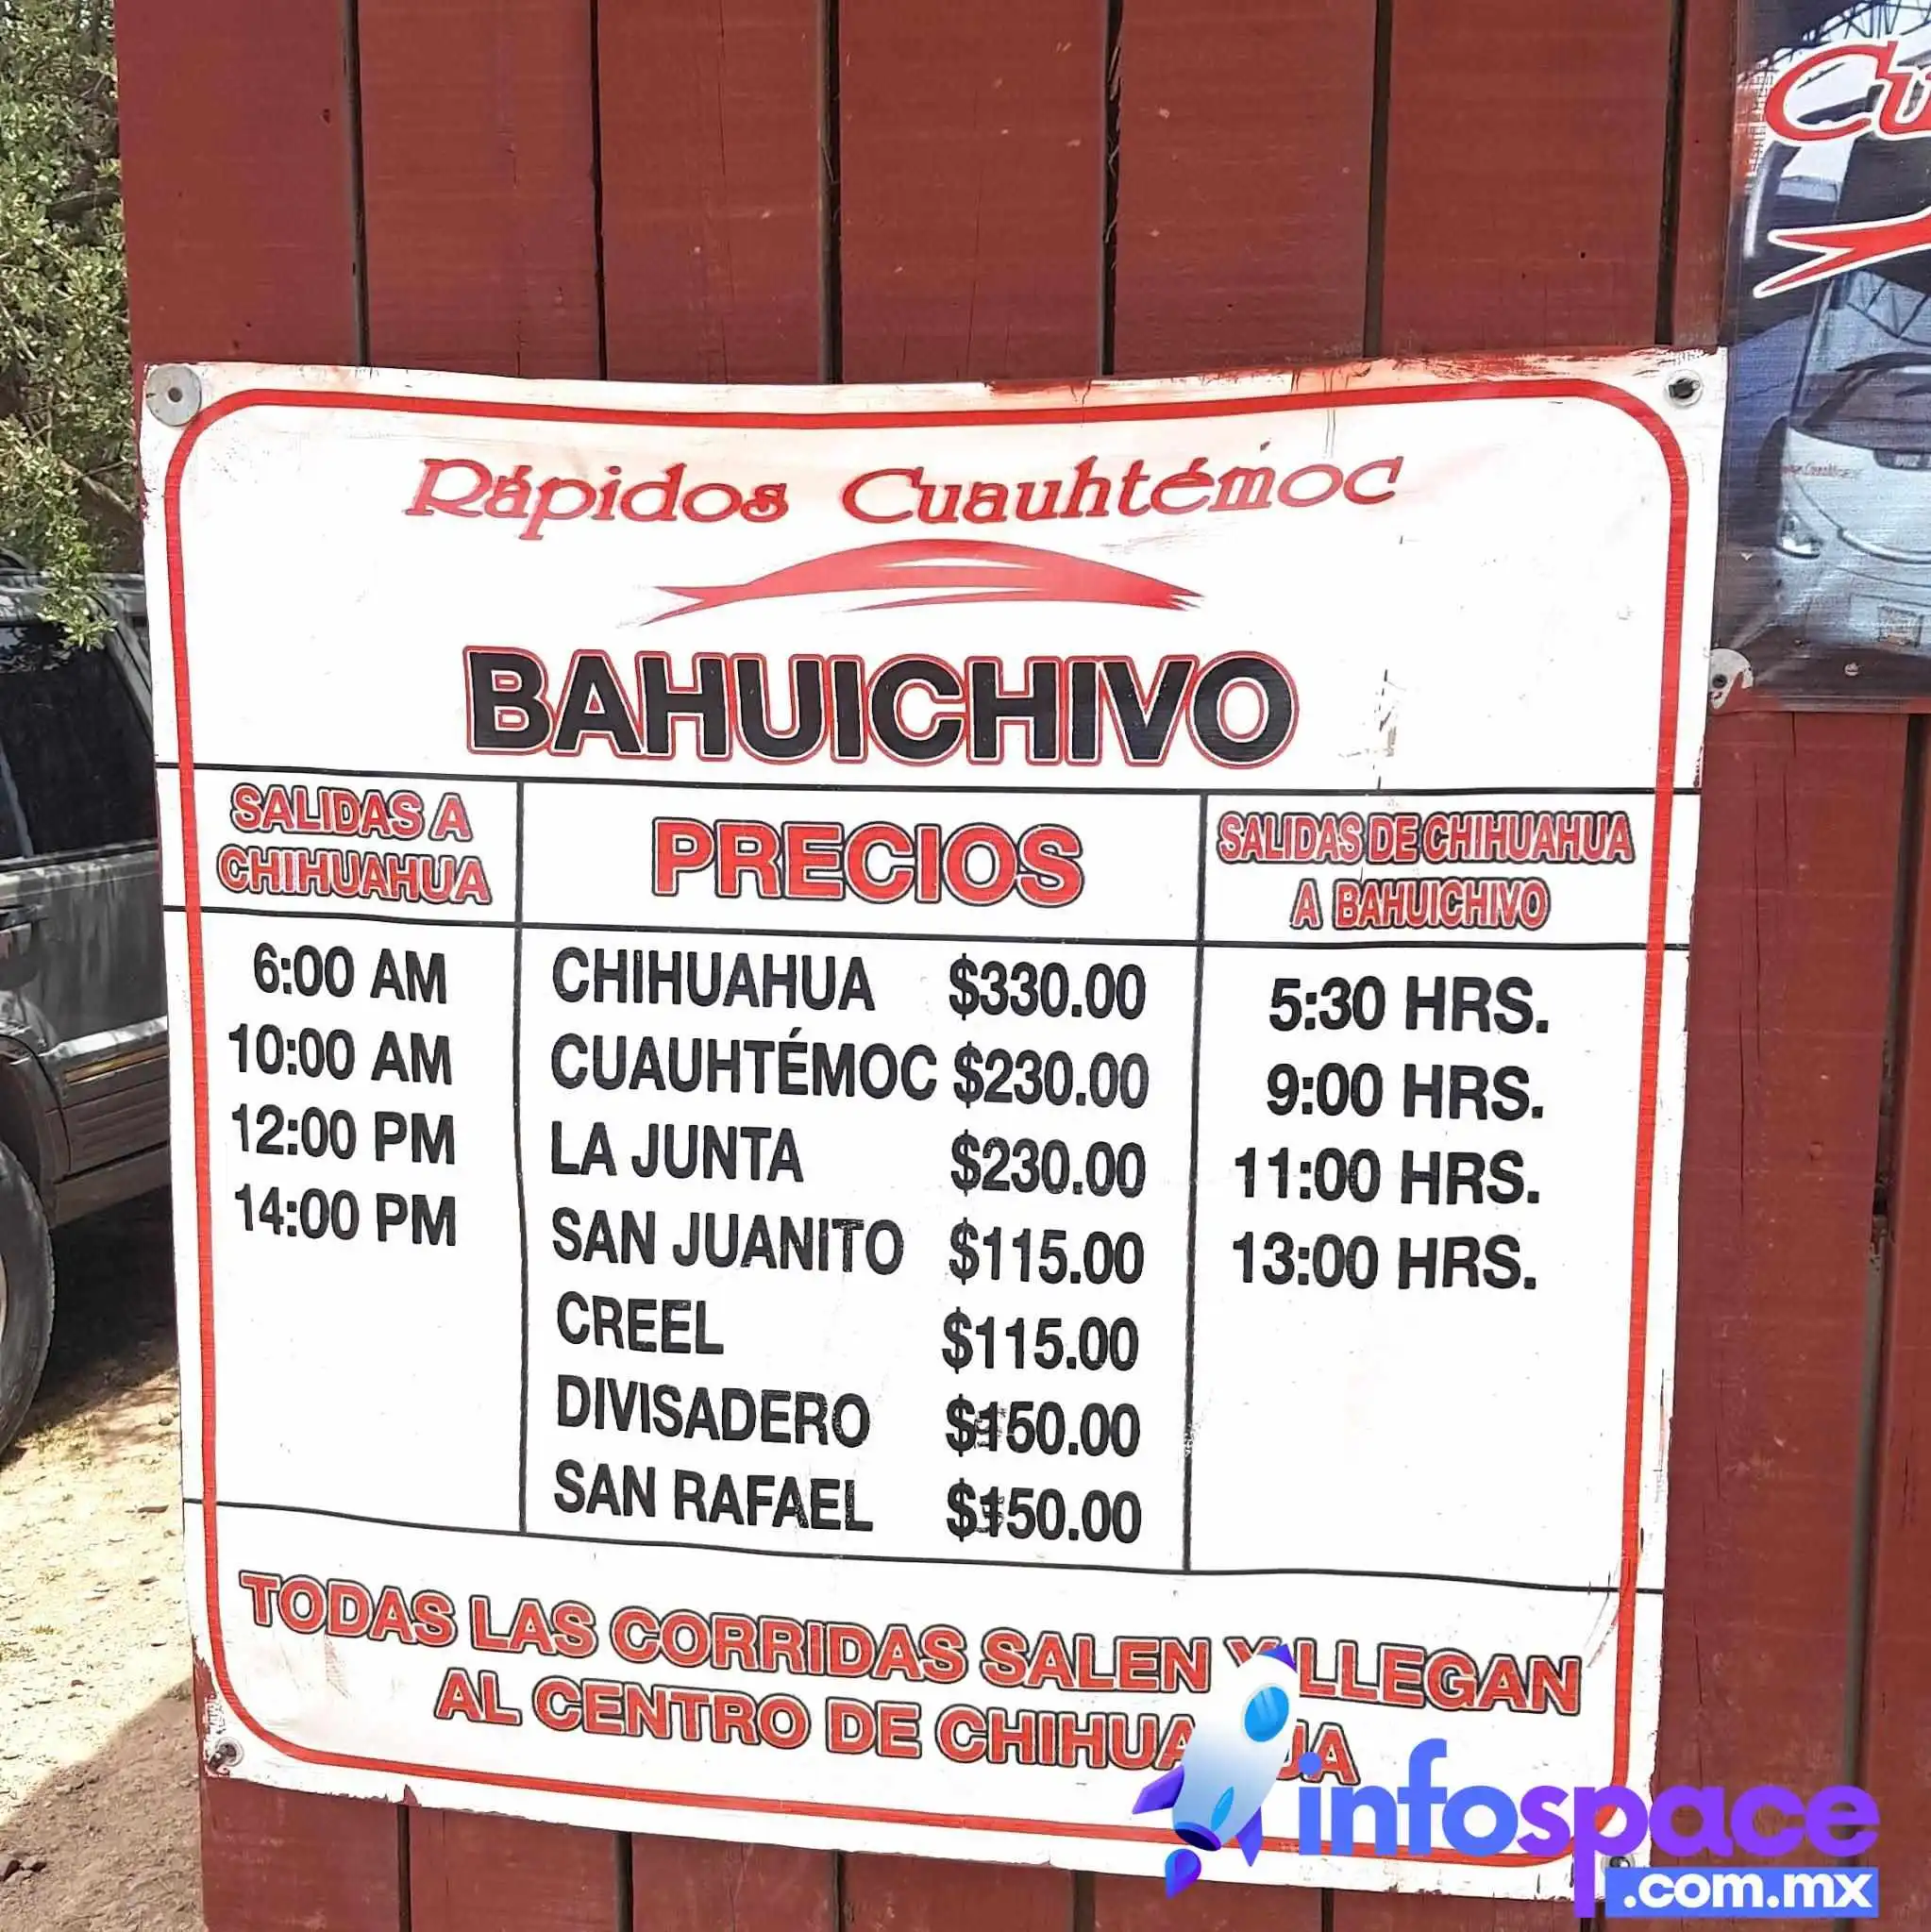 Cu
Rápidos Cuauhtémoc
BAHUICHIVO
SALIDAS A
CHIHUAHUA
6:00 AM
10:00 AM
12:00 PM
14:00 PM
PRECIOS
CHIHUAHUA $330.00
CUAUHTÉMOC $230.00
LA JUNTA $230.00
SAN JUANITO $115.00
CREEL $115.00
DIVISADERO $150.00
SAN RAFAEL $150.00
SALIDAS DE CHIHUAHUA
A BAHUICHIVO
5:30 HRS.
9:00 HRS.
11:00 HRS.
13:00 HRS.
TODAS LAS CORRIDAS SALEN Y LLEGAN
AL CENTRO DE CHIHUAHUA
infospace
.com.mx